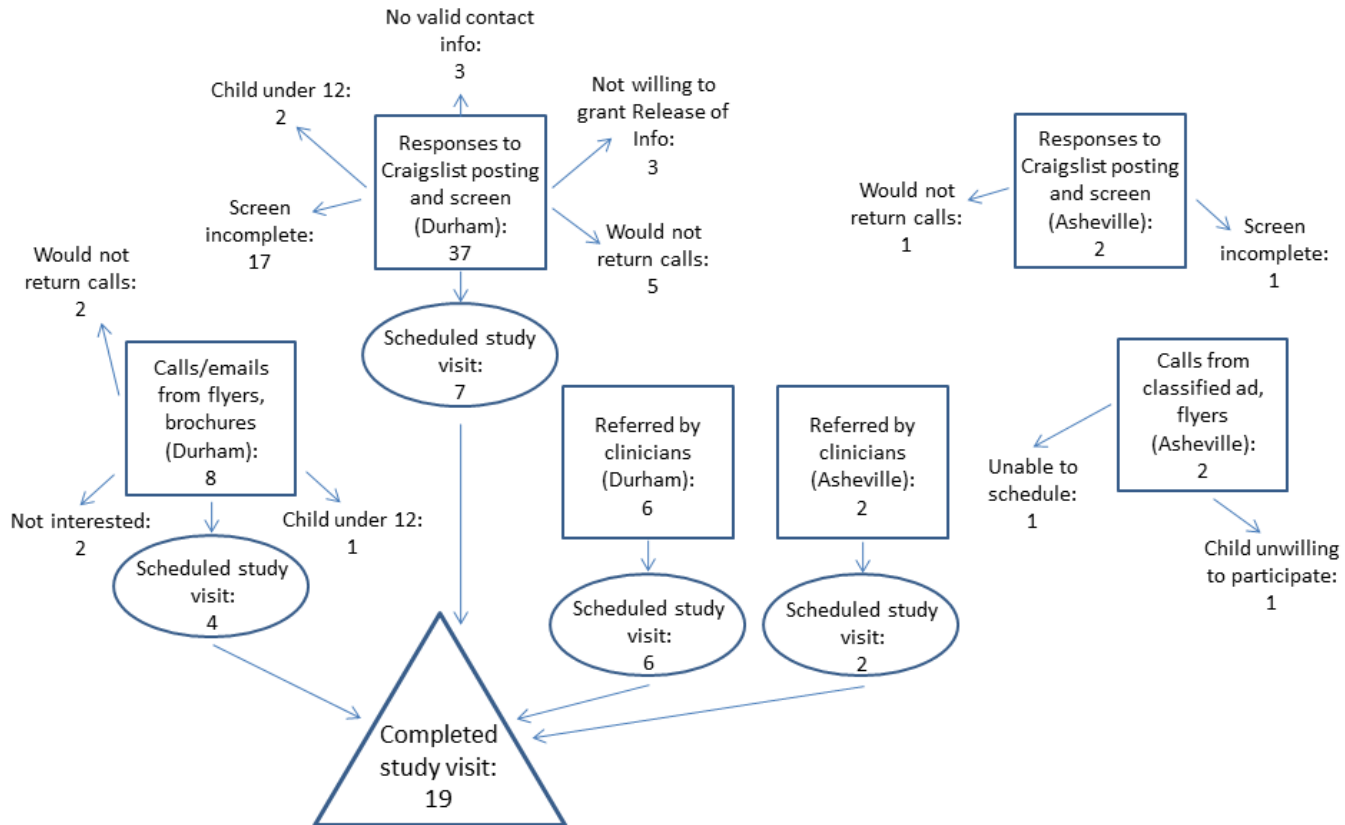 No valid contact
info:
3
Child under 12:
2
Not willing to
grant Release of
Info:
3
Responses to
Craigslist posting
and screen
(Durham):
37
Screen
incomplete:
17
Would not
return calls:
5
Scheduled study
visit:
7
Would not
return calls:
2
Calls/emails
from flyers,
brochures
(Durham):
8
Not interested:
2
Child under 12:
1
Scheduled study
visit:
4
Referred by
clinicians
(Durham):
6
Scheduled study
visit:
6
Referred by
clinicians
(Asheville):
2
Scheduled study
visit:
2
Completed
study visit:
19
Responses to
Craigslist posting
and screen
(Asheville):
2
Would not
return calls:
1
Screen
incomplete:
1
Calls from
classified ad,
flyers
(Asheville):
2
Unable to
schedule:
1
Child unwilling
to participate:
1